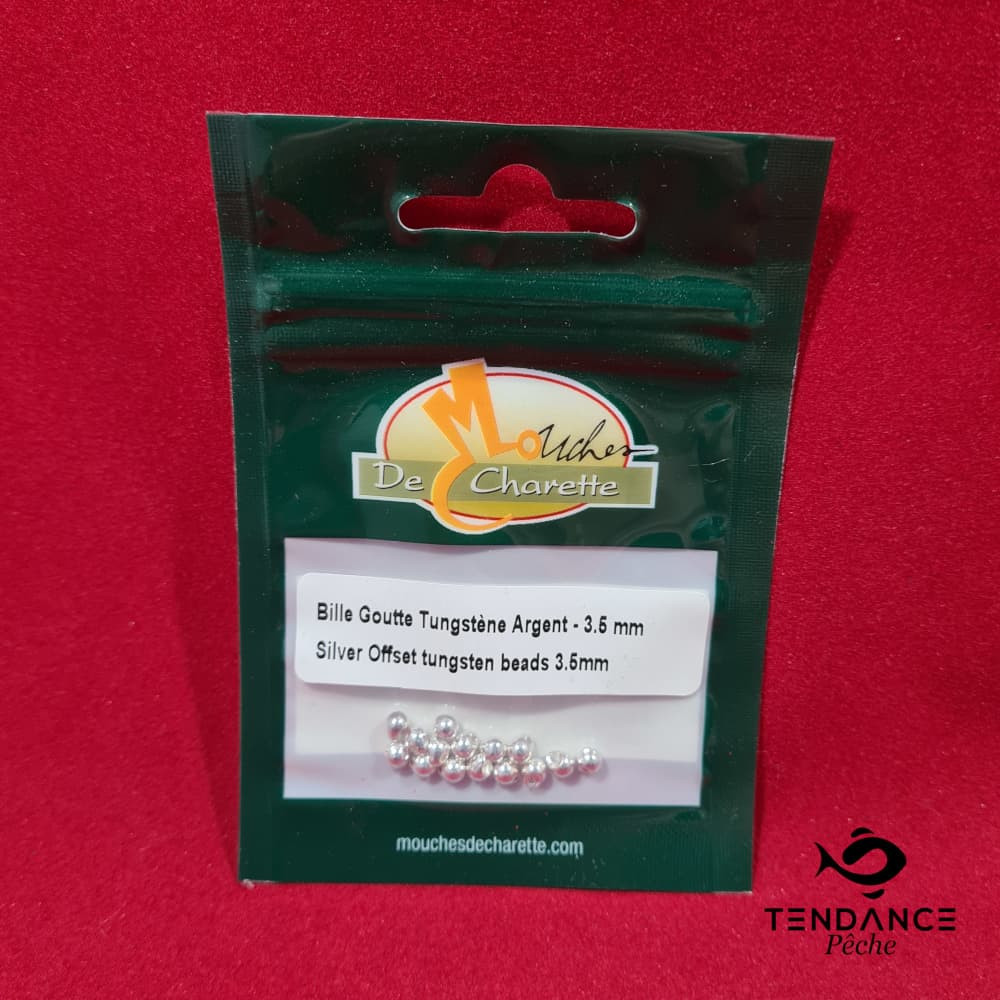 Mouches
De Charette
Bille Goutte Tungstène Argent - 3.5 mm
Silver Offset tungsten beads 3.5mm
mouchesdecharette.com
TENDANCE
Pêche